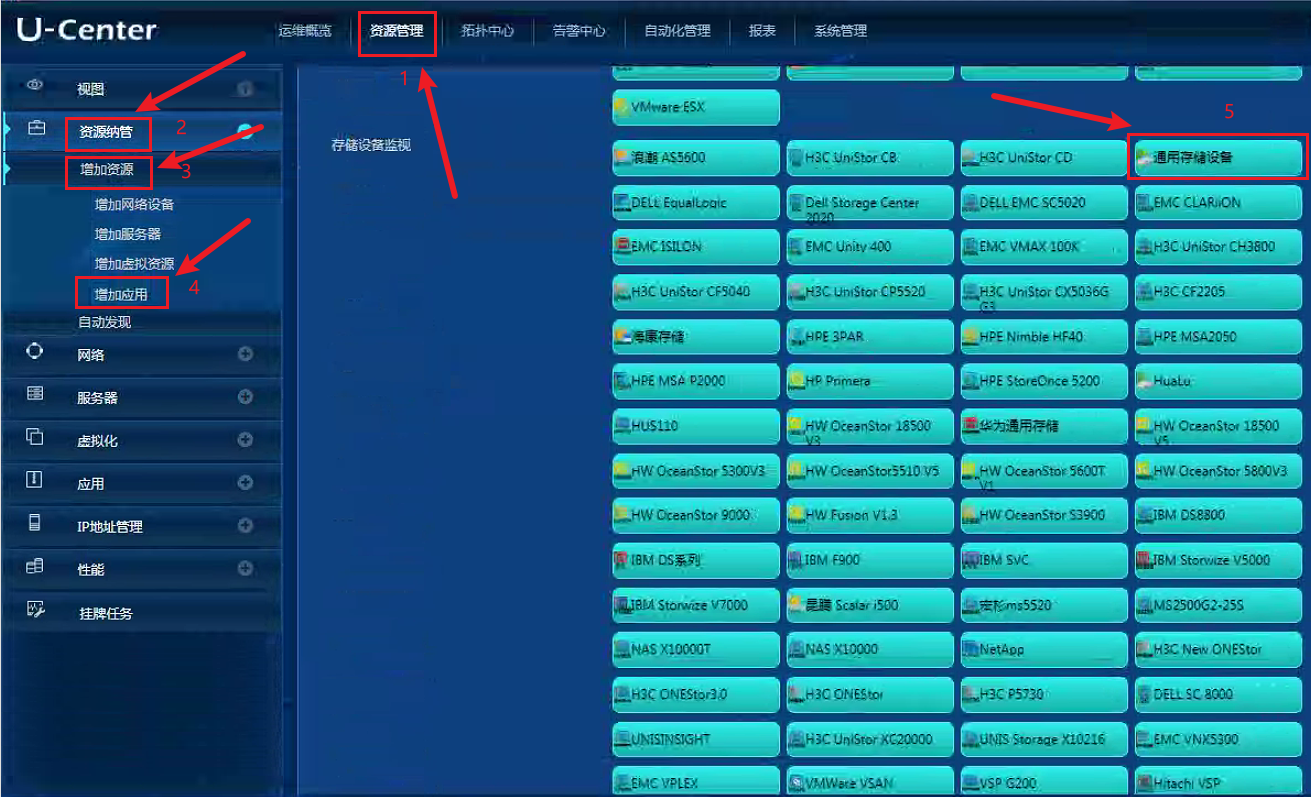 U-Center
运维概览
资源管理
拓扑中心
告警中心
自动化管理
报表
系统管理
1
视图
资源纳管
2
增加资源
3
增加网络设备
增加服务器
增加虚拟资源
增加应用
4
自动发现
网络
服务器
虚拟化
应用
IP地址管理
性能
挂牌任务
存储设备监视
5
VMware ESX
浪潮 AS5600
H3C UniStor CB
H3C UniStor CD
通用存储设备
DELL EqualLogic
Dell Storage Center
2020
DELL EMC SC5020
EMC CLARiiON
EMC ISILON
EMC Unity 400
EMC VMAX 100K
H3C UniStor CH3800
H3C UniStor CF5040
H3C UniStor CP5520
H3C UniStor CX5036G
G3
H3C CF2205
海康存储
HPE 3PAR
HPE Nimble HF40
HPE MSA2050
HPE MSA P2000
HP Primera
HPE StoreOnce 5200
HuaLu
HUS110
HW OceanStor 18500
V3
华为通用存储
HW OceanStor 18500
V5
HW OceanStor 5300V3
HW OceanStor5510 V5
HW OceanStor 5600T
V1
HW OceanStor 5800V3
HW OceanStor 9000
HW Fusion V1.3
HW OceanStor S3900
IBM DS8800
IBM DS系列
IBM F900
IBM SVC
IBM Storwize V5000
IBM Storwize V7000
昆腾 Scalar i500
宏杉ms5520
MS2500G2-25S
NAS X10000T
NAS X10000
NetApp
H3C New ONEStor
H3C ONEStor3.0
H3C ONEStor
H3C P5730
DELL SC 8000
UNISINSIGHT
H3C UniStor XC20000
UNIS Storage X10216
EMC VNX5300
EMC VPLEX
VMWare VSAN
VSP G200
Hitachi VSP